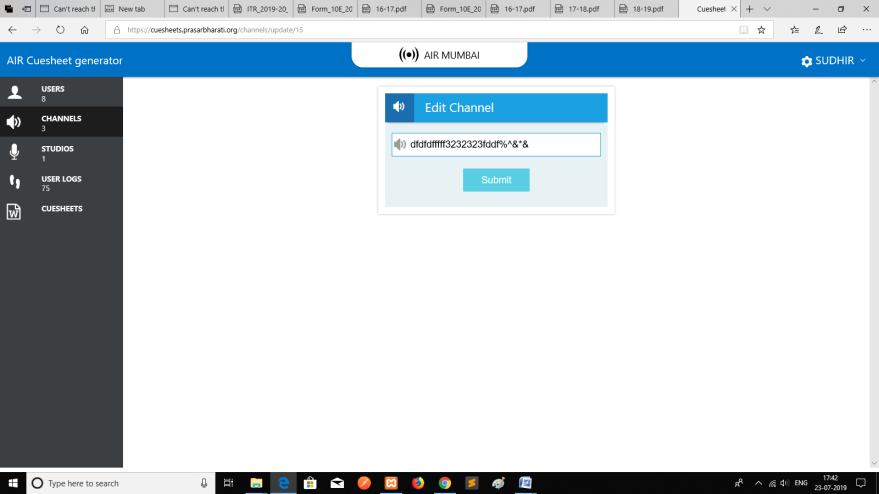 Can't reach tl
New tab
Can't reach tl
ITR_2019-20_
Form_10E_20
16-17.pdf
Form_10E_20
16-17.pdf
17-18.pdf
18-19.pdf
Cuesheet
https://cuesheets.prasarbharati.org/channels/update/15
AIR Cuesheet generator
AIR MUMBAI
SUDHIR
USERS
8
CHANNELS
3
STUDIOS
1
USER LOGS
75
CUESHEETS
Edit Channel
dfdfdfffff3232323fddf%^&*&
Submit
Type here to search
ENG
17:42
23-07-2019